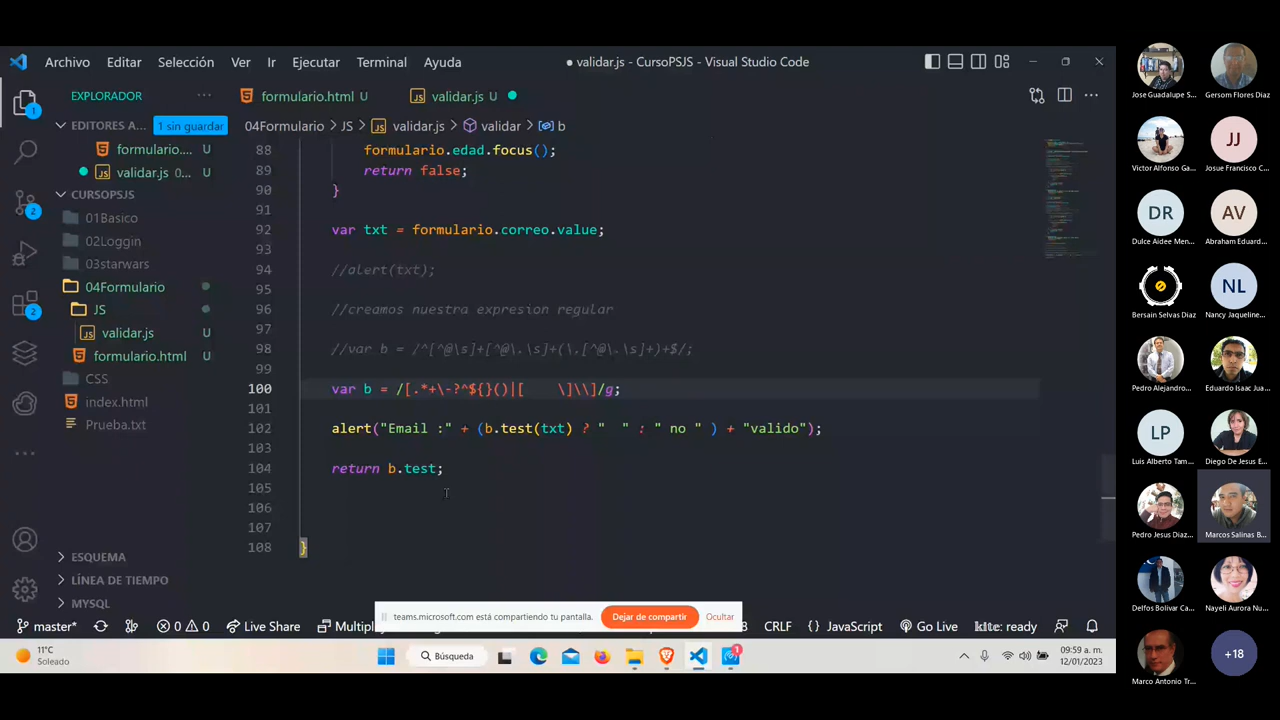 Archivo Editar Selección Ver Ir Ejecutar Terminal Ayuda
● validar.js - CursoPSJS - Visual Studio Code
EXPLORADOR
formulario.html U
validar.js U
EDITORES A...
1 sin guardar
formulario.... U
validar.js 0... U
CURSOPSJS
01Basico
02Loggin
03starwars
04Formulario
JS
validar.js U
formulario.html U
CSS
index.html
Prueba.txt
ESQUEMA
LÍNEA DE TIEMPO
MYSQL
04Formulario > JS > validar.js > validar > b
88 formulario.edad.focus();
89 return false;
90 }
91
92 var txt = formulario.correo.value;
93
94 //alert(txt);
95
96 //creamos nuestra expresion regular
97
98 //var b = /^[^@\s]+[^@\.\s]+(\.[^@\.\s]+)+$/;
99
100 var b = /[.*+\-?^${}()|[    \]\\]/g;
101
102 alert("Email :" + (b.test(txt) ? "  " : " no " ) + "valido");
103
104 return b.test;
105
106
107
108 }
teams.microsoft.com está compartiendo tu pantalla.
Dejar de compartir
Ocultar
master* 0 0 Live Share CRLF {} JavaScript Go Live kite: ready
11°C
Soleado
Búsqueda
09:59 a. m.
12/01/2023
Jose Guadalupe S...
Gersom Flores Diaz
Victor Alfonso Ga...
JJ
Josue Francisco C...
DR
Dulce Aidee Men...
AV
Abraham Eduard...
Bersain Selvas Diaz
NL
Nancy Jaqueline...
Pedro Alejandro...
Eduardo Isaac Jua...
LP
Luis Alberto Tam...
Diego De Jesus E...
Pedro Jesus Diaz...
Marcos Salinas B...
Delfos Bolivar Ca...
Nayeli Aurora Nu...
Marco Antonio Tr...
+18